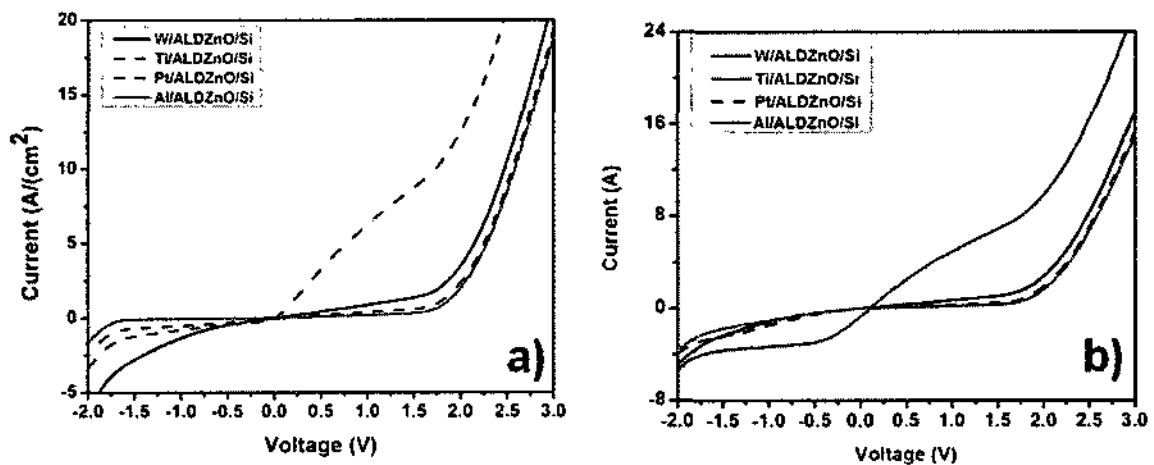 20
15
10
5
0
-5
Current (A/(cm²)
W/ALDZnO/Si
Ti/ALDZnO/Si
Pt/ALDZnO/Si
Al/ALDZnO/Si
a)
-2.0 -1.5 -1.0 -0.5 0.0 0.5 1.0 1.5 2.0 2.5 3.0
Voltage (V)
24
16
8
0
-8
Current (A)
W/ALDZnO/Si
Ti/ALDZnO/Si
Pt/ALDZnO/Si
Al/ALDZnO/Si
b)
-2.0 -1.5 -1.0 -0.5 0.0 0.5 1.0 1.5 2.0 2.5 3.0
Voltage (V)